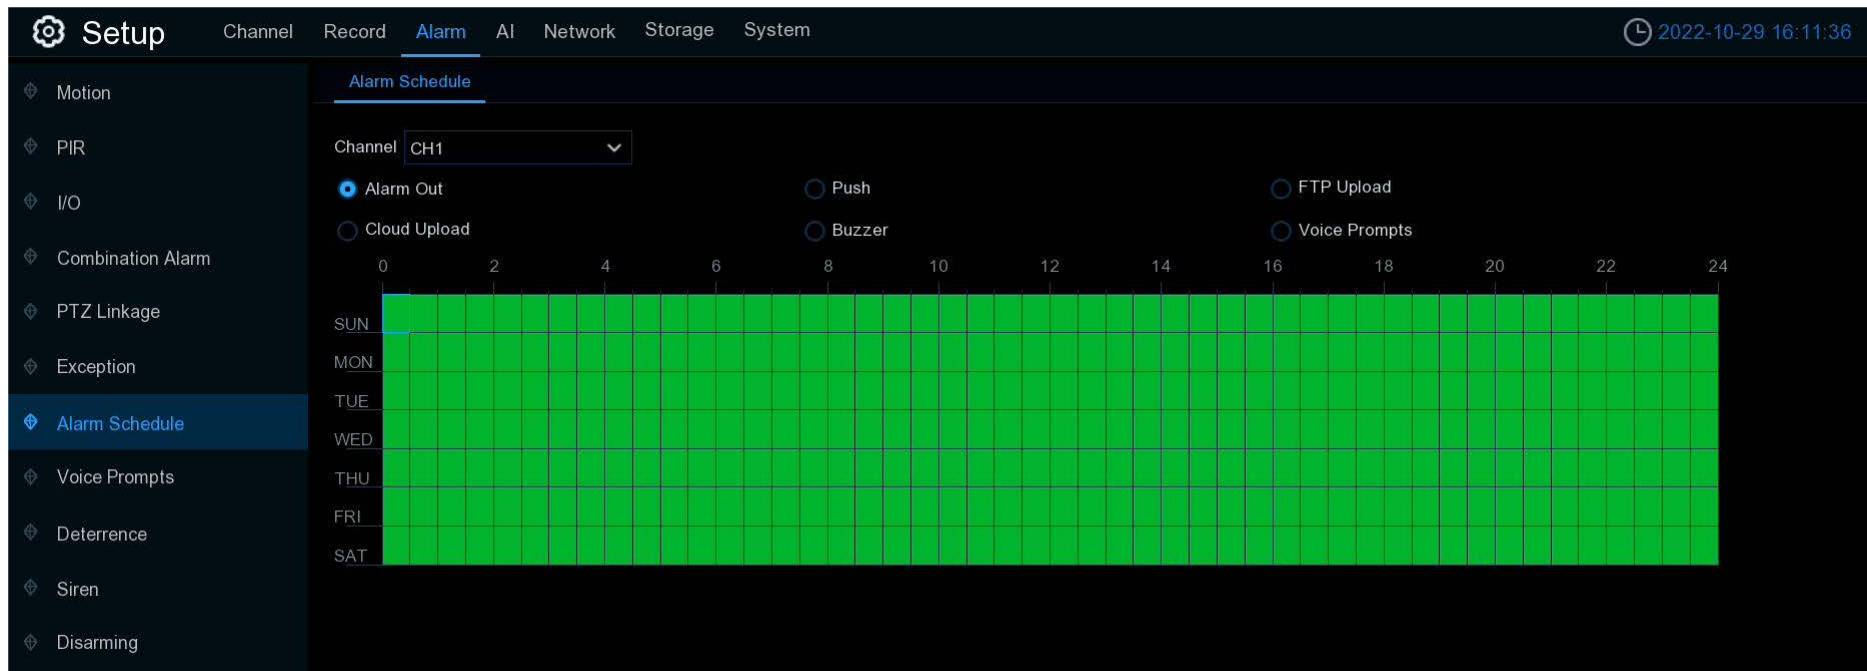 Setup Channel Record Alarm AI Network Storage System 2022-10-29 16:11:36
Motion
PIR
I/O
Combination Alarm
PTZ Linkage
Exception
Alarm Schedule
Voice Prompts
Deterrence
Siren
Disarming
Alarm Schedule
Channel CH1
Alarm Out Push FTP Upload
Cloud Upload Buzzer Voice Prompts
0 2 4 6 8 10 12 14 16 18 20 22 24
SUN
MON
TUE
WED
THU
FRI
SAT